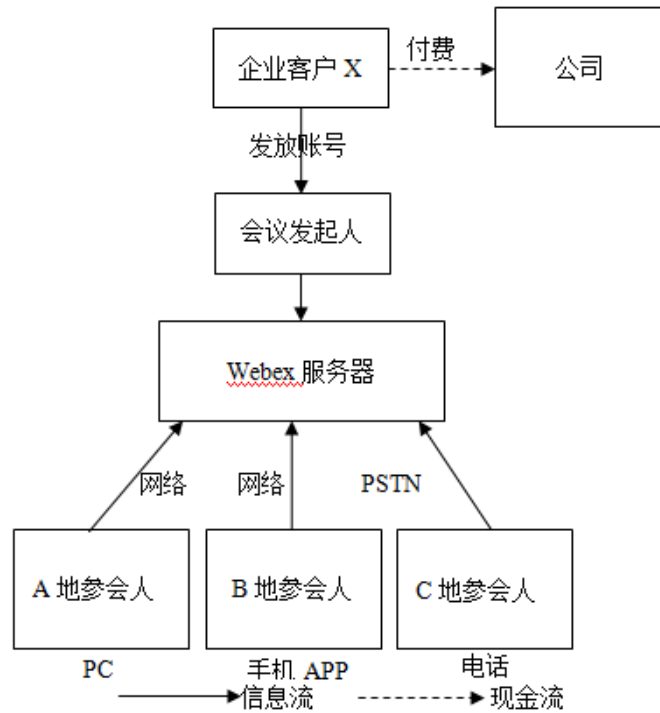 付费
企业客户 X
公司
发放账号
会议发起人
Webex 服务器
网络
网络
PSTN
A 地参会人
B 地参会人
C 地参会人
PC
手机 APP
电话
信息流
现金流